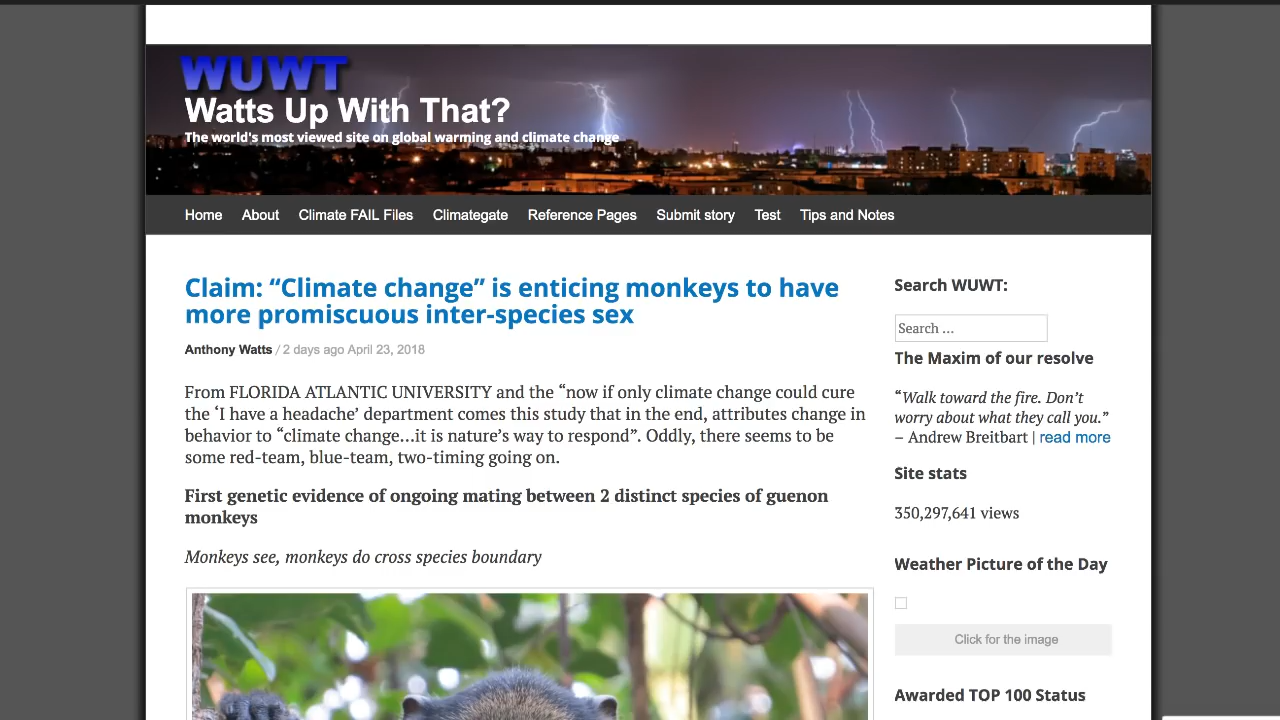 WUWT
Watts Up With That?
The world's most viewed site on global warming and climate change
Home About Climate FAIL Files Climategate Reference Pages Submit story Test Tips and Notes
Claim: “Climate change” is enticing monkeys to have
more promiscuous inter-species sex
Anthony Watts / 2 days ago April 23, 2018
From FLORIDA ATLANTIC UNIVERSITY and the “now if only climate change could cure
the ‘I have a headache’ department comes this study that in the end, attributes change in
behavior to “climate change…it is nature’s way to respond”. Oddly, there seems to be
some red-team, blue-team, two-timing going on.
First genetic evidence of ongoing mating between 2 distinct species of guenon
monkeys
Monkeys see, monkeys do cross species boundary
Search WUWT:
Search …
The Maxim of our resolve
“Walk toward the fire. Don’t
worry about what they call you.”
– Andrew Breitbart | read more
Site stats
350,297,641 views
Weather Picture of the Day
Click for the image
Awarded TOP 100 Status